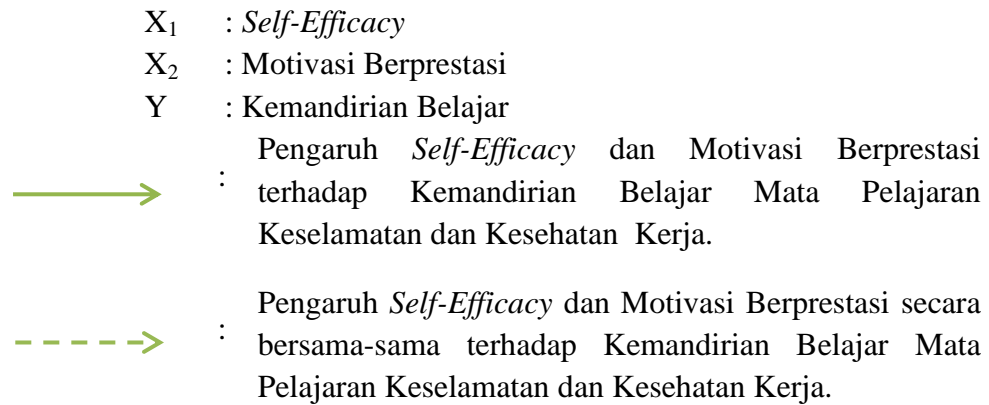 X₁ : Self-Efficacy
X₂ : Motivasi Berprestasi
Y : Kemandirian Belajar
Pengaruh Self-Efficacy dan Motivasi Berprestasi
: terhadap Kemandirian Belajar Mata Pelajaran
Keselamatan dan Kesehatan Kerja.
Pengaruh Self-Efficacy dan Motivasi Berprestasi secara
: bersama-sama terhadap Kemandirian Belajar Mata
Pelajaran Keselamatan dan Kesehatan Kerja.